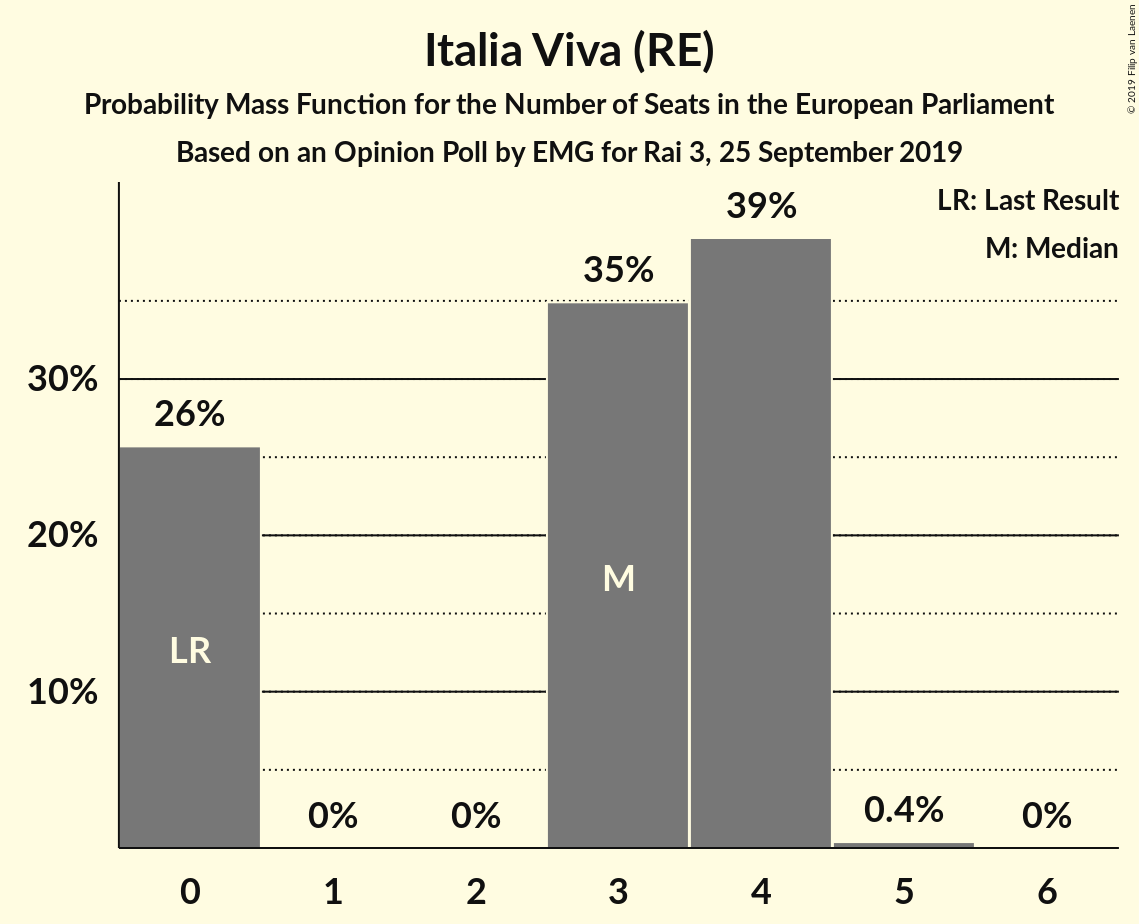 Italia Viva (RE)
Probability Mass Function for the Number of Seats in the European Parliament
Based on an Opinion Poll by EMG for Rai 3, 25 September 2019
© 2019 Filip van Laenen
LR: Last Result
M: Median
39%
35%
30%
26%
20%
M
LR
10%
0%
0%
0.4%
0%
0 1 2 3 4 5 6